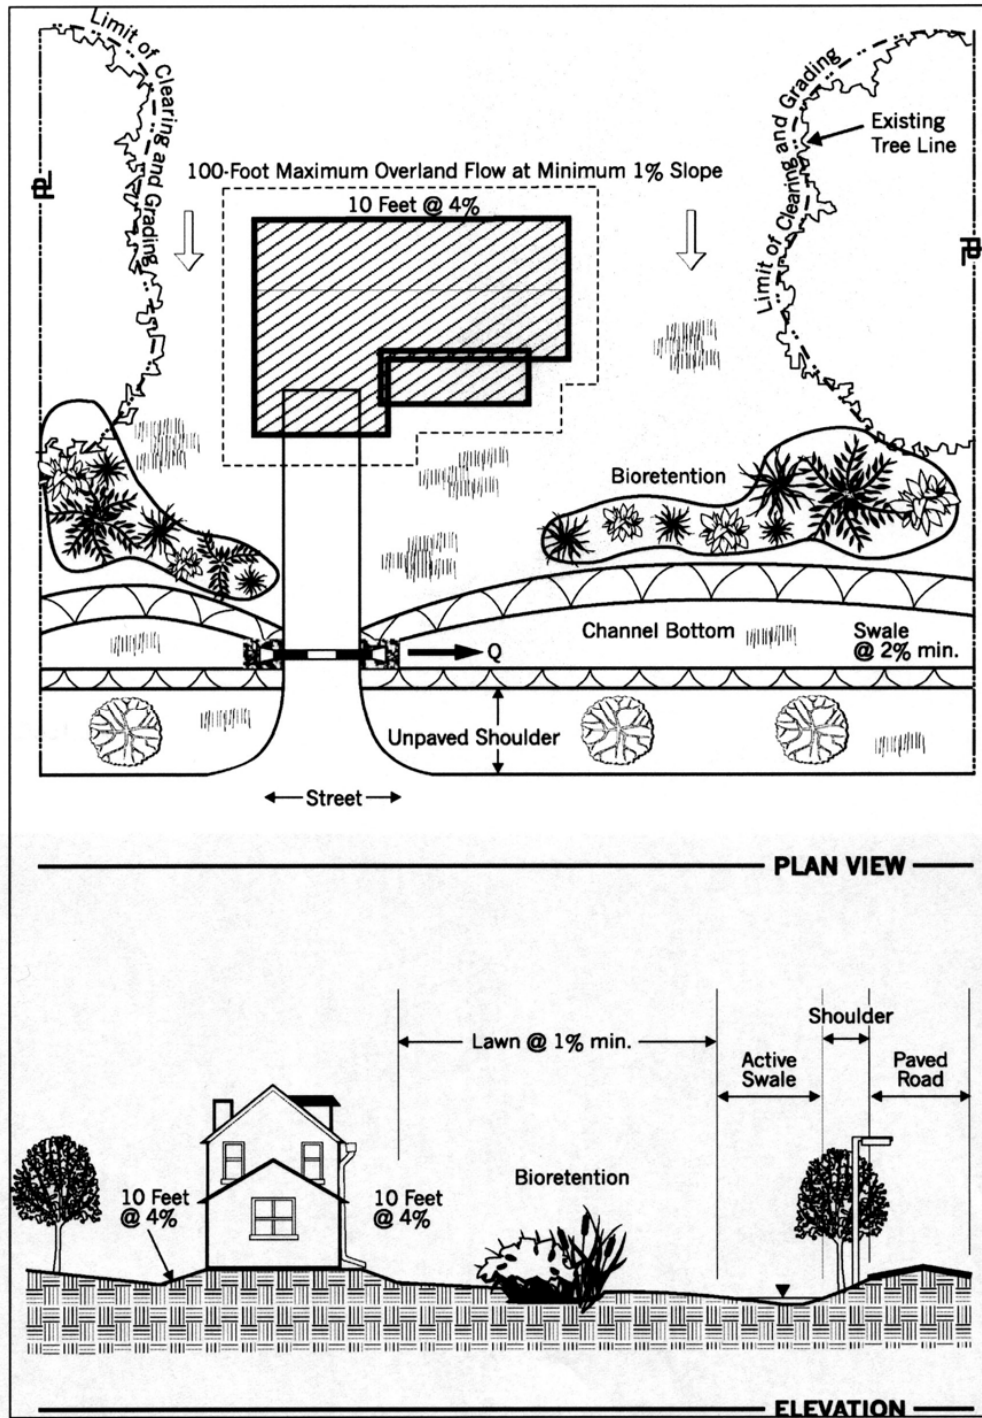 Limit of Clearing and Grading
Limit of Clearing and Grading
Existing
Tree Line
100-Foot Maximum Overland Flow at Minimum 1% Slope
10 Feet @ 4%
PL
PL
Bioretention
Channel Bottom
Swale
@ 2% min.
Q
Unpaved Shoulder
Street
PLAN VIEW
Shoulder
Lawn @ 1% min.
Active
Swale
Paved
Road
10 Feet
@ 4%
10 Feet
@ 4%
Bioretention
ELEVATION